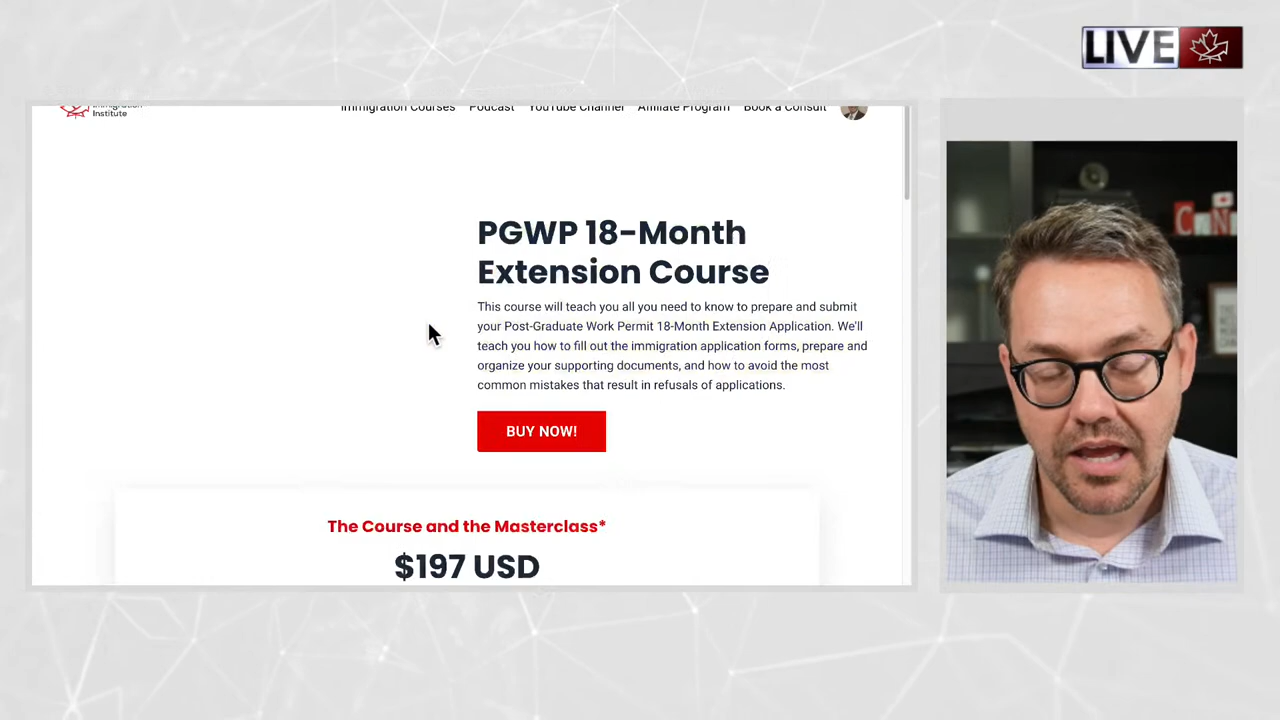 LIVE
Immigration
Institute
Immigration Courses Podcast YouTube Channel Affiliate Program Book a Consult
PGWP 18-Month
Extension Course
This course will teach you all you need to know to prepare and submit
your Post-Graduate Work Permit 18-Month Extension Application. We'll
teach you how to fill out the immigration application forms, prepare and
organize your supporting documents, and how to avoid the most
common mistakes that result in refusals of applications.
BUY NOW!
The Course and the Masterclass*
$197 USD